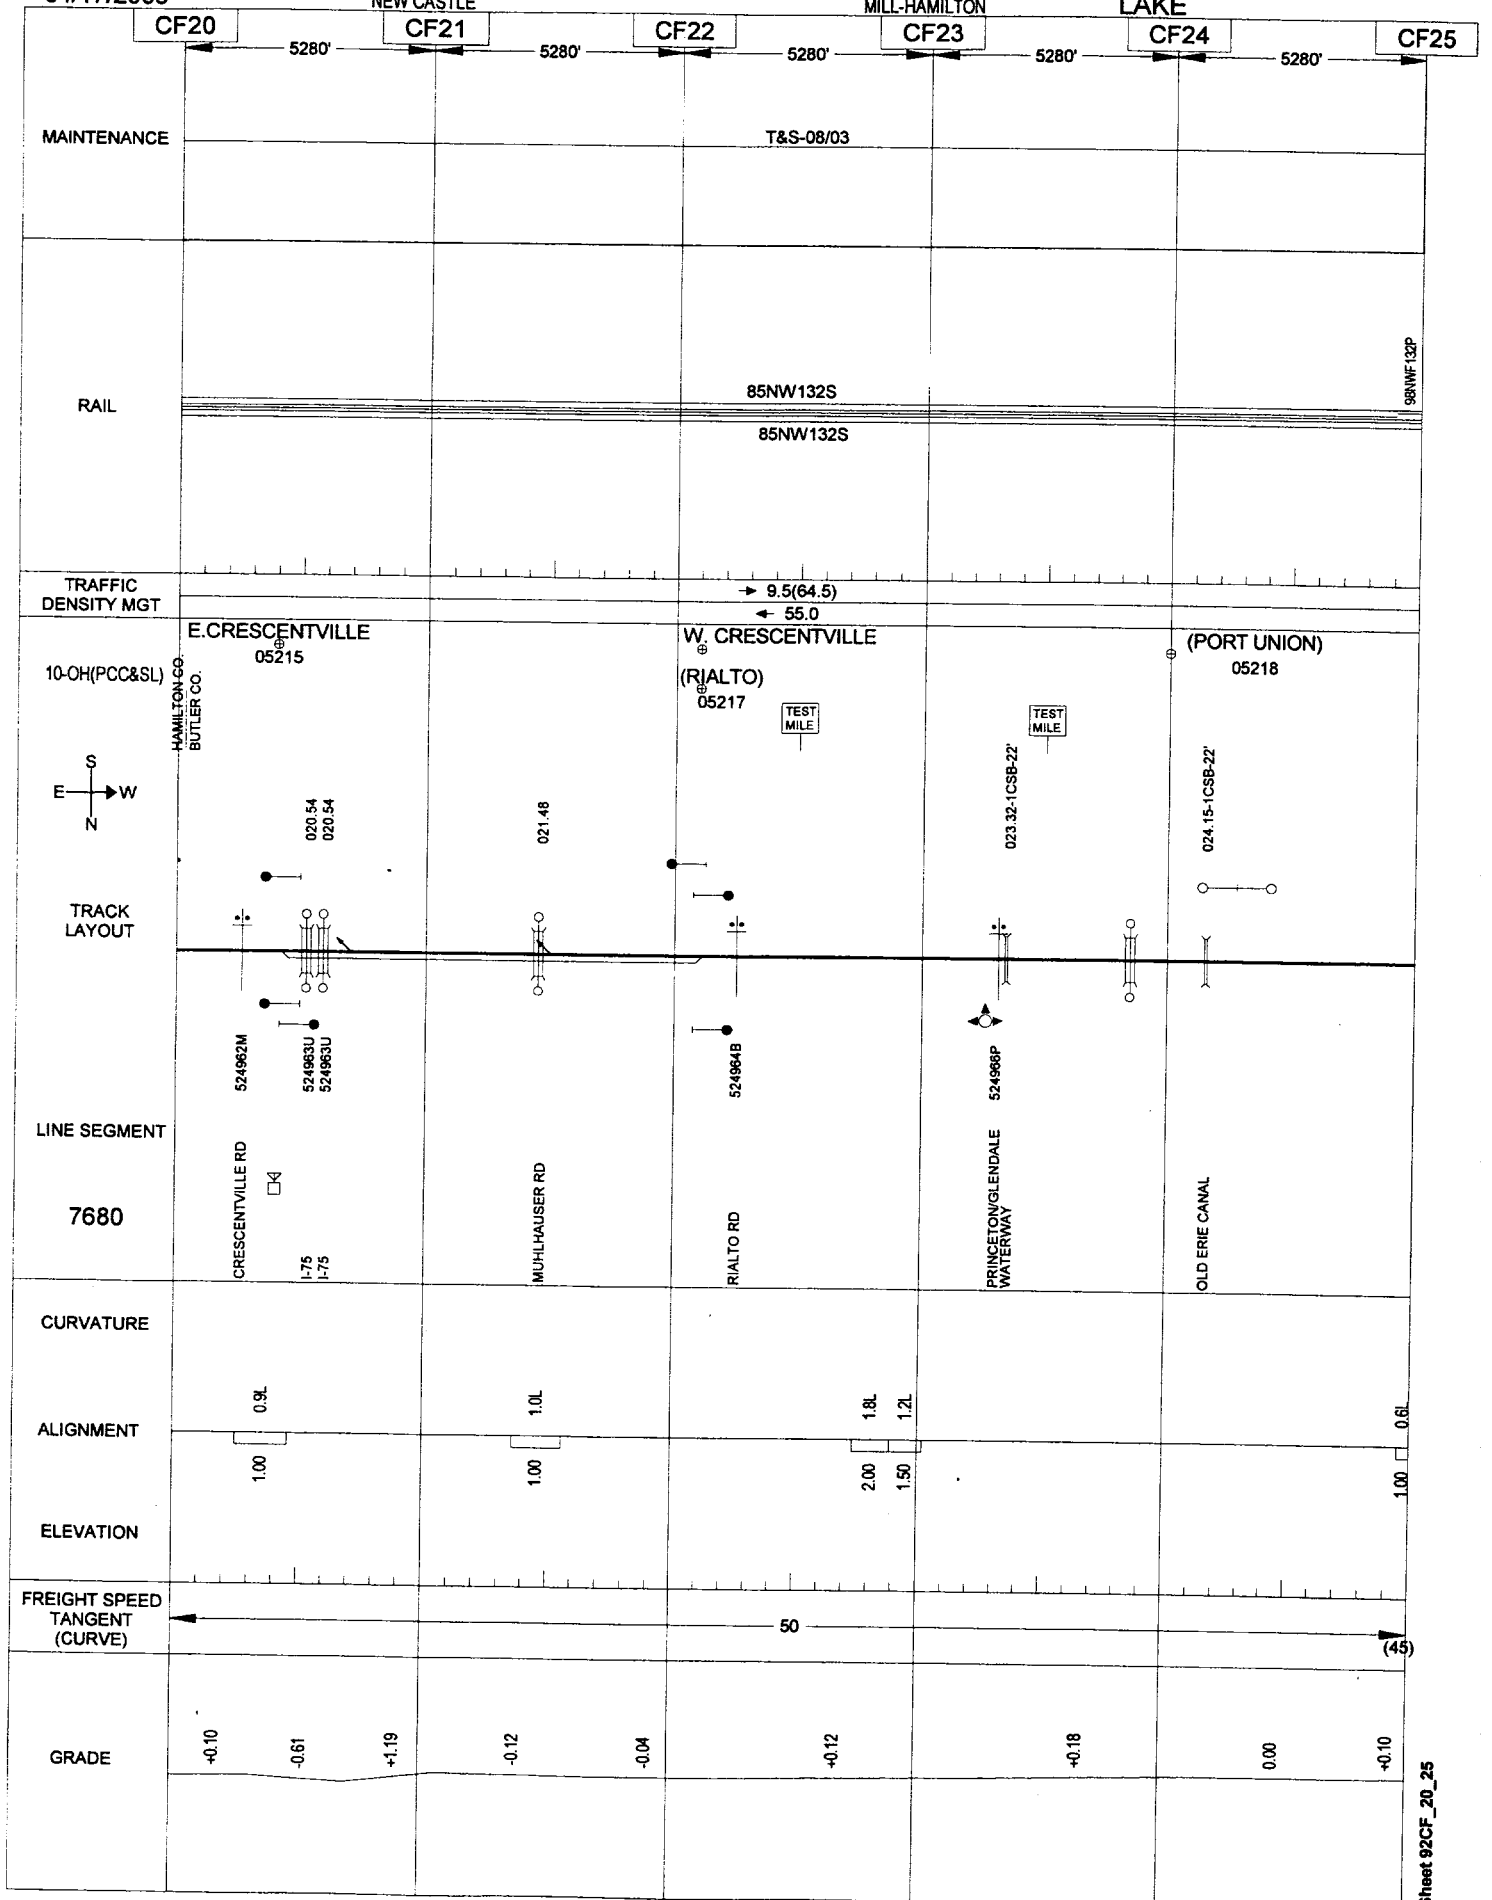 NEW CASTLE
MILL-HAMILTON
LAKE
CF20
CF21
CF22
CF23
CF24
CF25
5280'
5280'
5280'
5280'
5280'
MAINTENANCE
T&S-08/03
RAIL
85NW132S
85NW132S
98NWF132P
TRAFFIC
DENSITY MGT
9.5(64.5)
55.0
10-OH(PCC&SL)
HAMILTON CO.
BUTLER CO.
E.CRESCENTVILLE
05215
W. CRESCENTVILLE
(RIALTO)
05217
(PORT UNION)
05218
TEST
MILE
TEST
MILE
S
E
W
N
020.54
020.54
021.48
023.32-1CSB-22'
024.15-1CSB-22'
TRACK
LAYOUT
524962M
524963U
524963U
524964B
524966P
LINE SEGMENT
7680
CRESCENTVILLE RD
I-75
I-75
MUHLHAUSER RD
RIALTO RD
PRINCETON/GLENDALE
WATERWAY
OLD ERIE CANAL
CURVATURE
ALIGNMENT
ELEVATION
0.9L
1.0L
1.8L
1.2L
0.6L
1.00
1.00
2.00
1.50
1.00
FREIGHT SPEED
TANGENT
(CURVE)
50
(45)
GRADE
+0.10
-0.61
+1.19
-0.12
-0.04
+0.12
+0.18
0.00
+0.10
Sheet 92CF_20_25